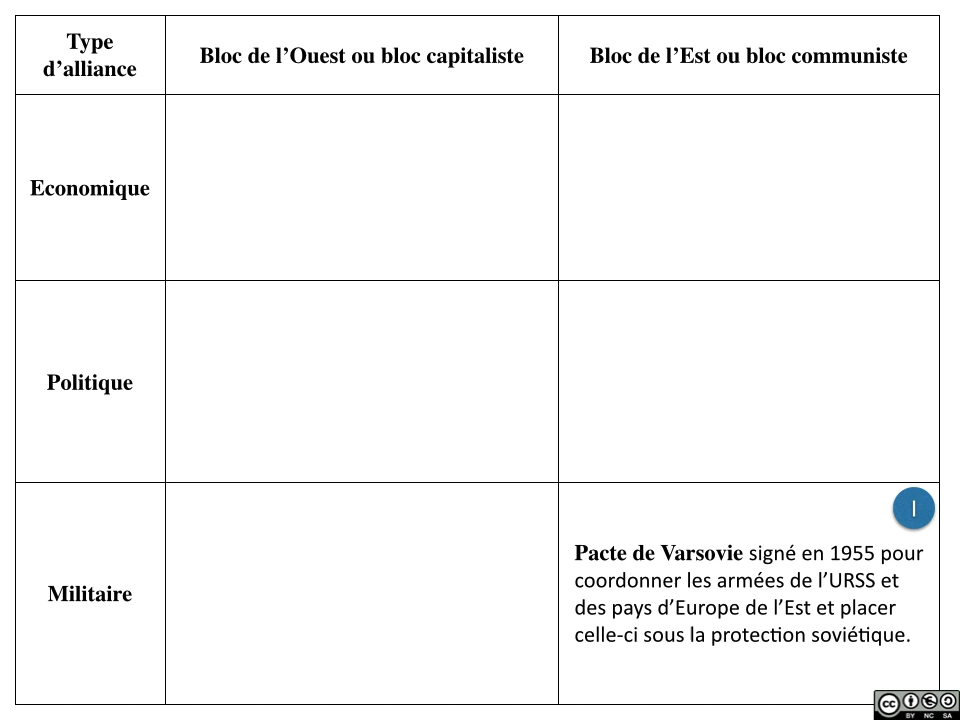 Type
d’alliance
Bloc de l’Ouest ou bloc capitaliste
Bloc de l’Est ou bloc communiste
Economique
Politique
Militaire
I
Pacte de Varsovie signé en 1955 pour
coordonner les armées de l’URSS et
des pays d’Europe de l’Est et placer
celle-ci sous la protection soviétique.
cc
BY NC SA